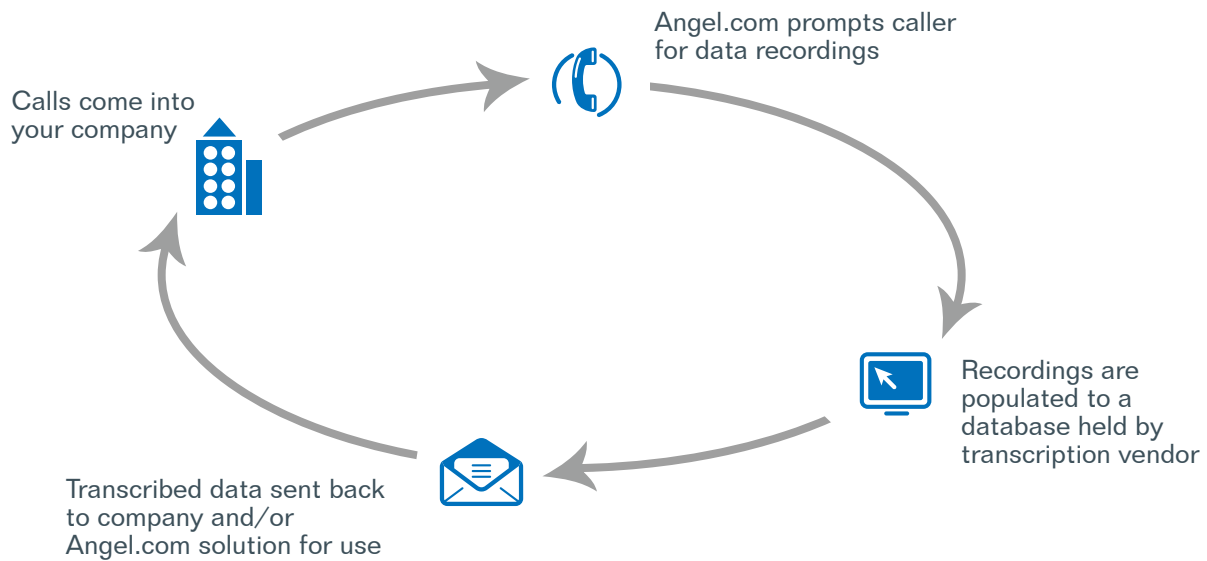 Angel.com prompts caller
for data recordings
Calls come into
your company
Recordings are
populated to a
database held by
transcription vendor
Transcribed data sent back
to company and/or
Angel.com solution for use